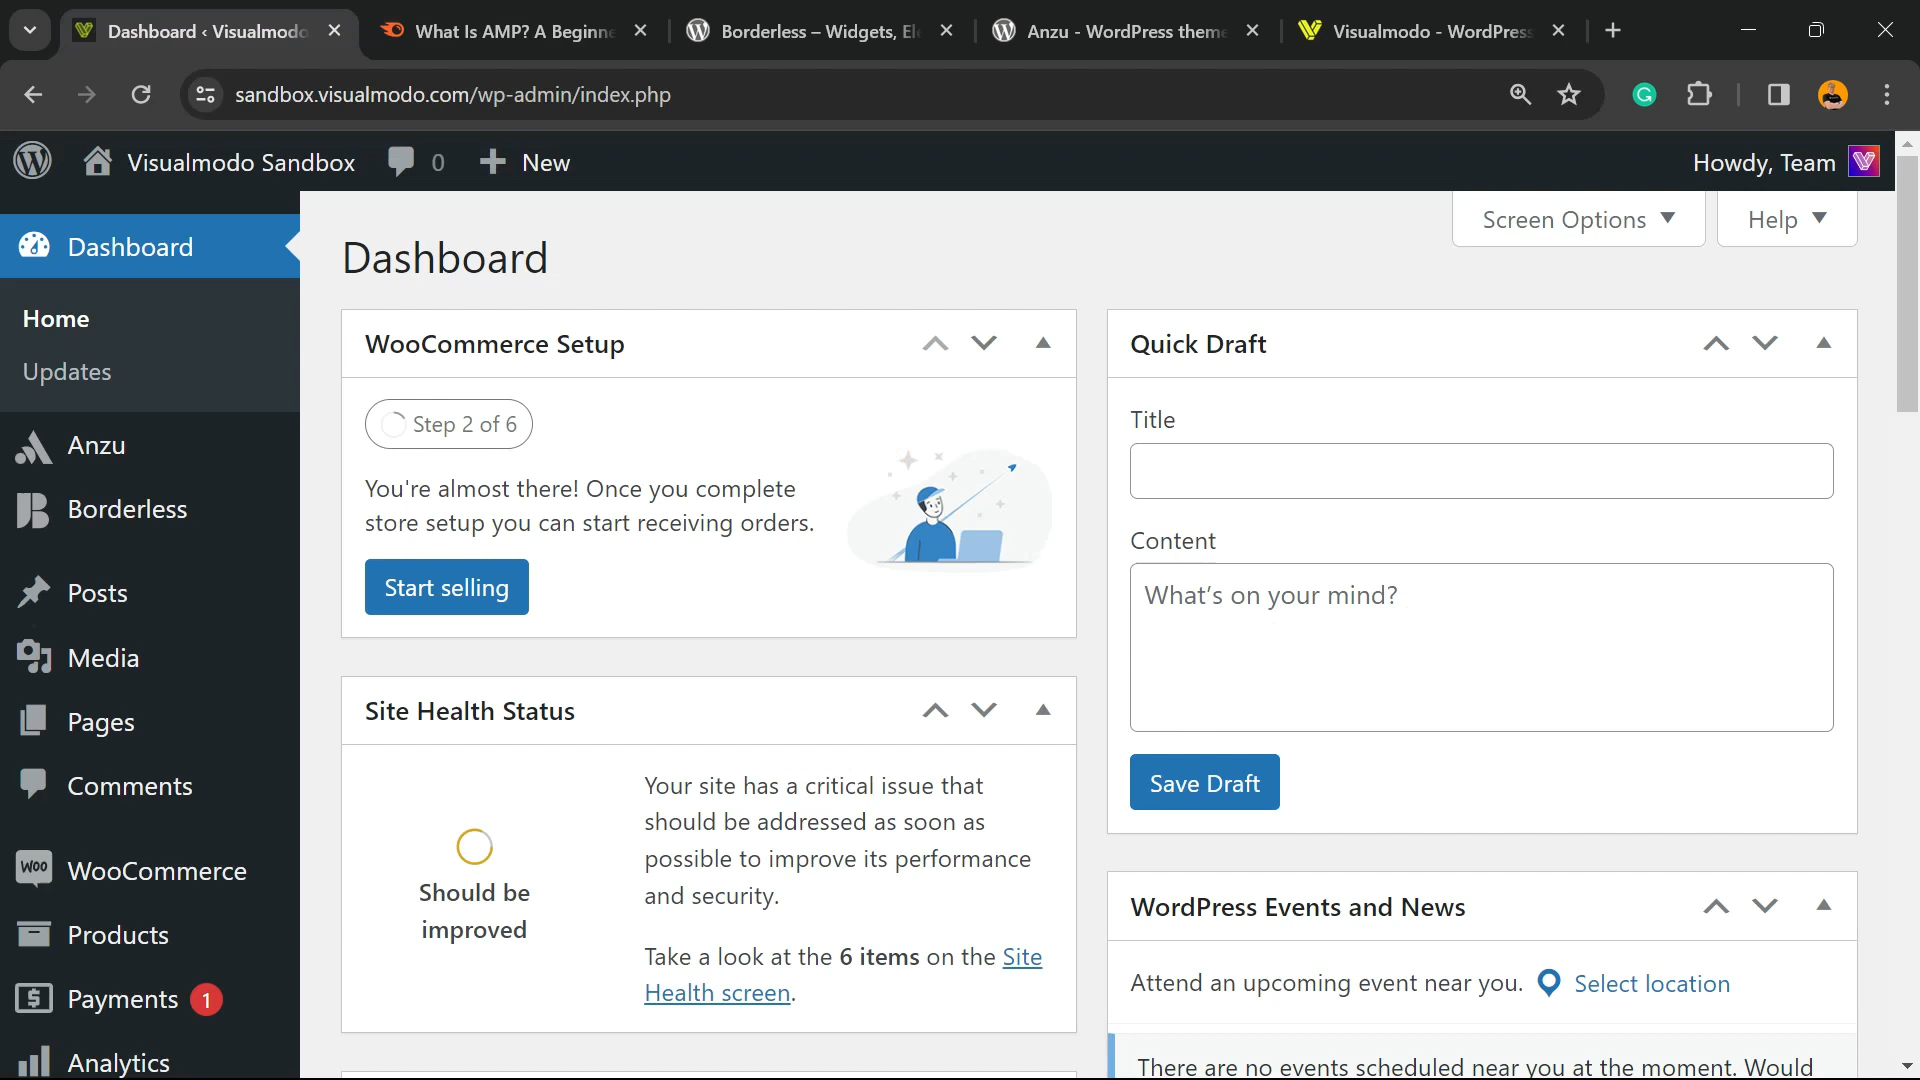 Dashboard ‹ Visualmodo
What Is AMP? A Beginne
Borderless – Widgets, El
Anzu - WordPress theme
Visualmodo - WordPress
sandbox.visualmodo.com/wp-admin/index.php
Visualmodo Sandbox
0
New
Howdy, Team
Screen Options
Help
Dashboard
Home
Updates
Anzu
Borderless
Posts
Media
Pages
Comments
WooCommerce
Products
Payments 1
Analytics
Dashboard
WooCommerce Setup
Step 2 of 6
You're almost there! Once you complete
store setup you can start receiving orders.
Start selling
Site Health Status
Should be
improved
Your site has a critical issue that
should be addressed as soon as
possible to improve its performance
and security.
Take a look at the 6 items on the Site
Health screen.
Quick Draft
Title
Content
What's on your mind?
Save Draft
WordPress Events and News
Attend an upcoming event near you.
Select location
There are no events scheduled near you at the moment. Would